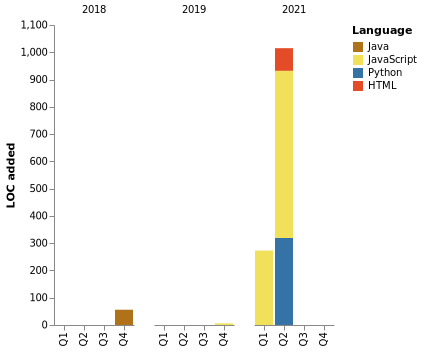 2018 2019 2021
1,100
1,000
900
800
700
600
500
400
300
200
100
0
LOC added
Q1 Q2 Q3 Q4 Q1 Q2 Q3 Q4 Q1 Q2 Q3 Q4
Language
Java
JavaScript
Python
HTML